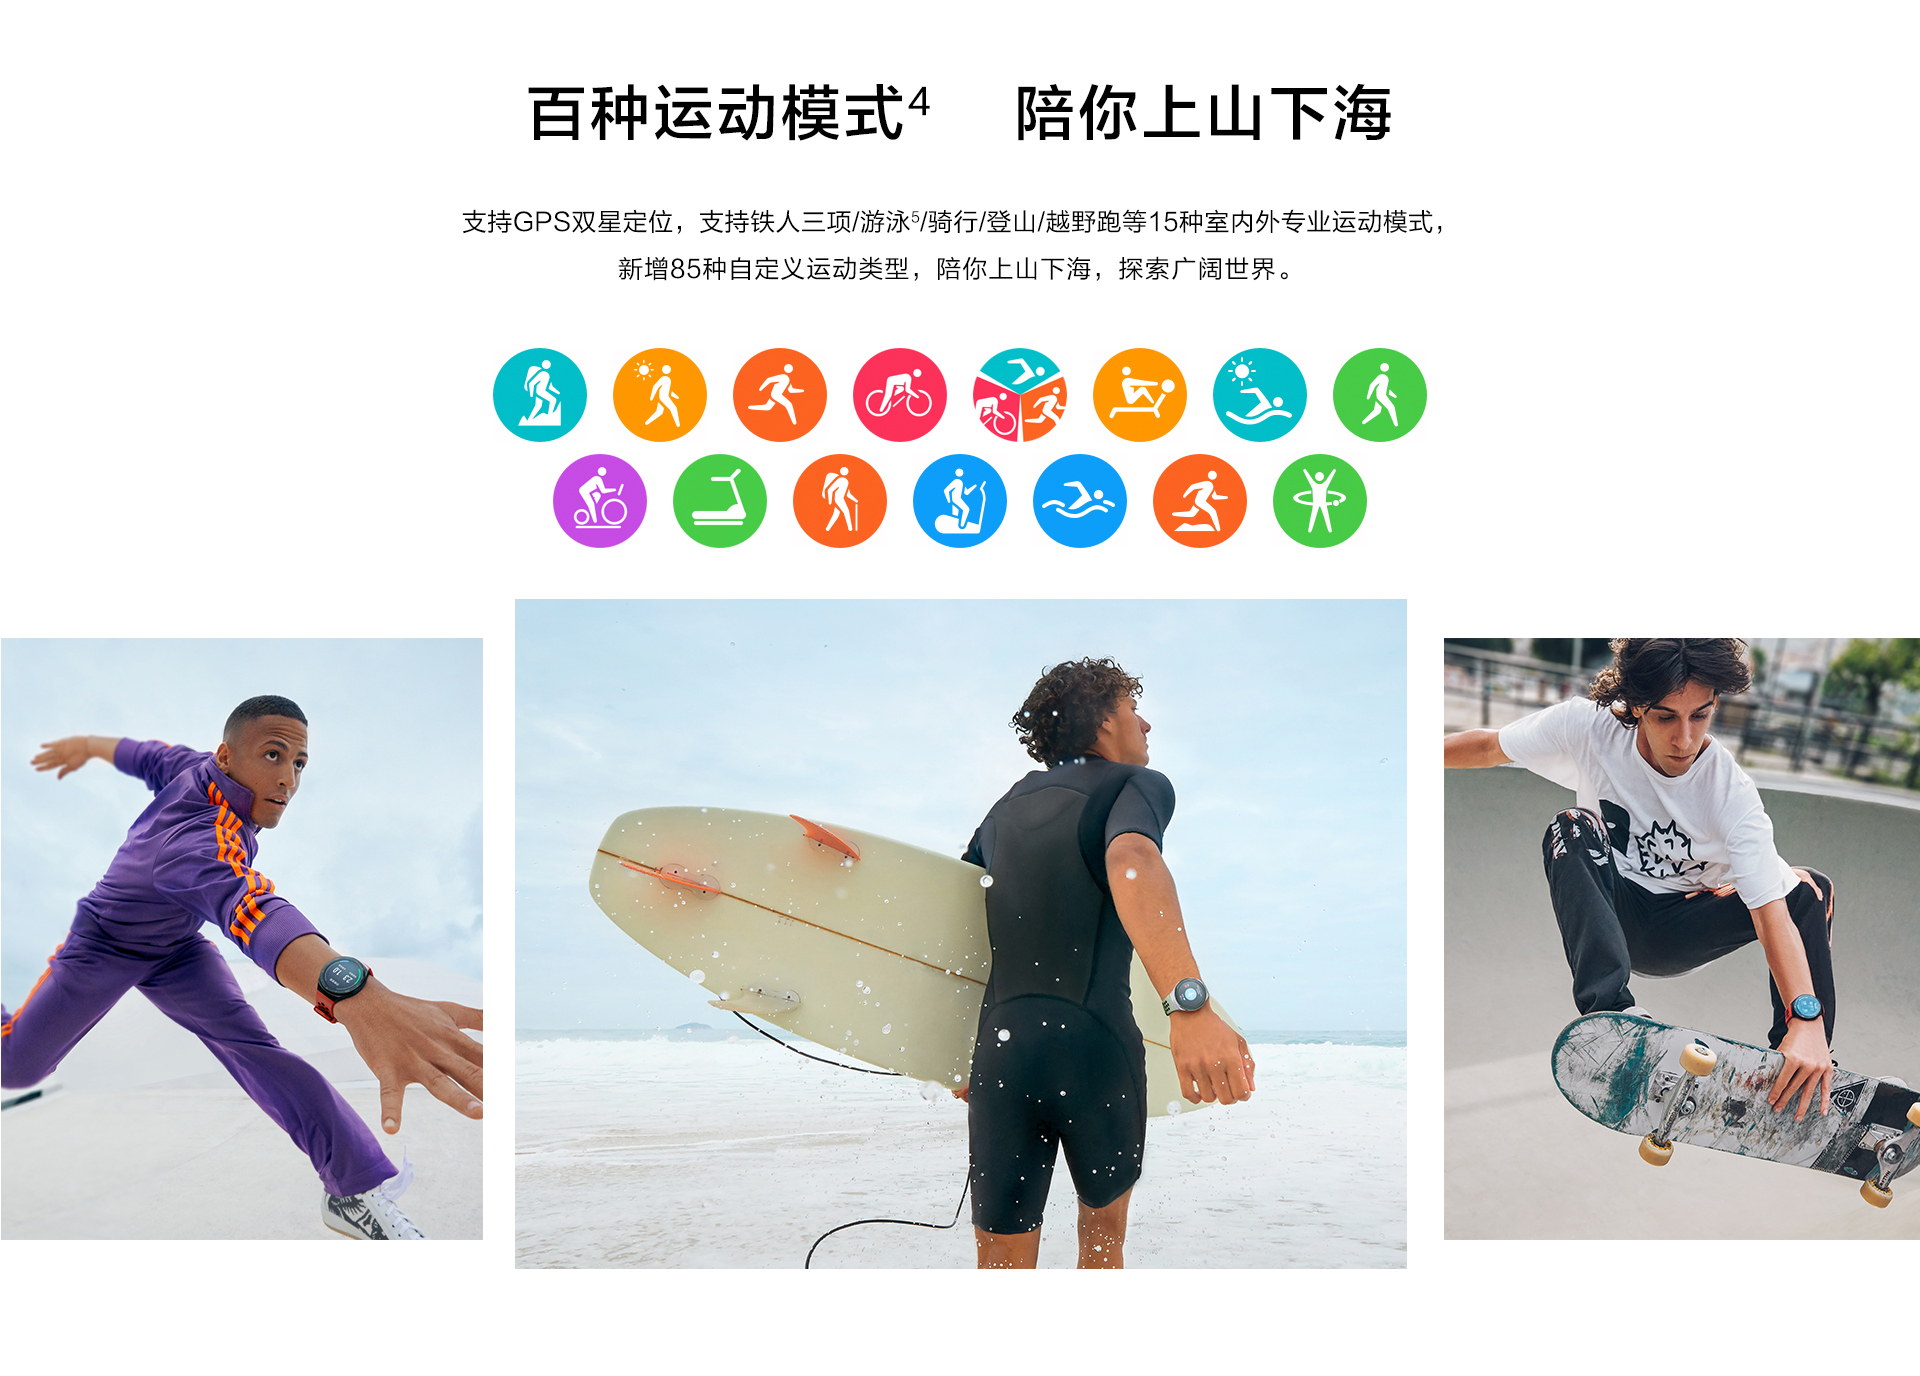 百种运动模式4 陪你上山下海
支持GPS双星定位，支持铁人三项/游泳5/骑行/登山/越野跑等15种室内外专业运动模式，
新增85种自定义运动类型，陪你上山下海，探索广阔世界。